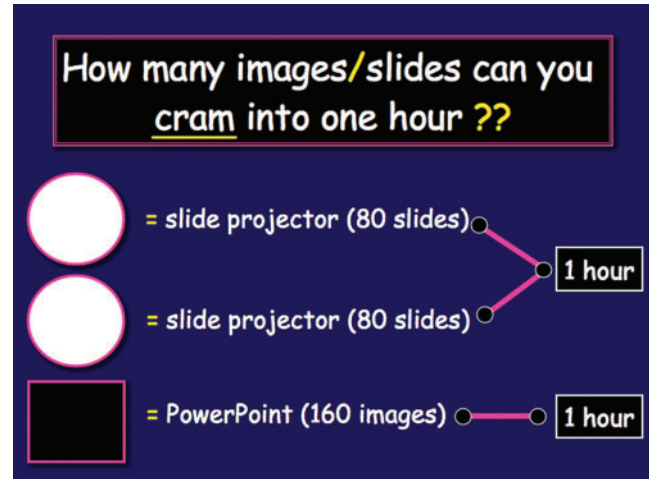 How many images/slides can you
cram into one hour ??
= slide projector (80 slides)
1 hour
= slide projector (80 slides)
= PowerPoint (160 images)
1 hour